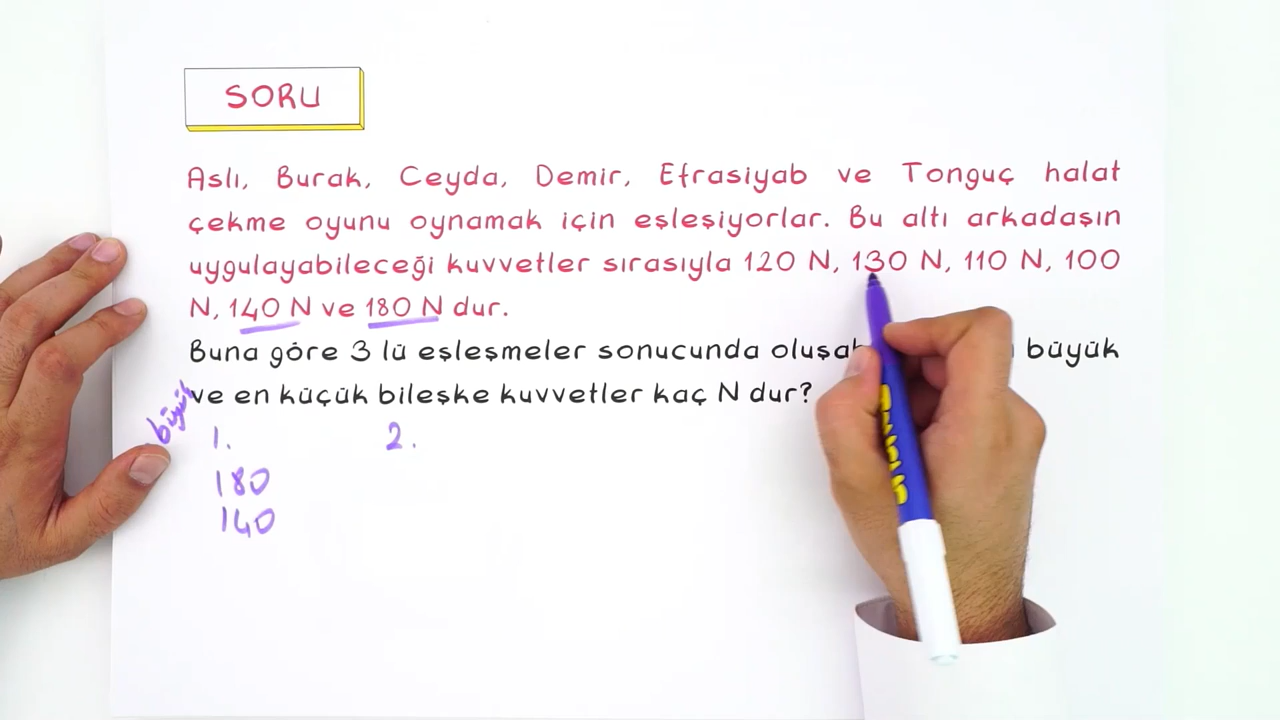 SORU
Aslı, Burak, Ceyda, Demir, Efrasiyab ve Tonguç halat
çekme oyunu oynamak için eşleşiyorlar. Bu altı arkadaşın
uygulayabileceği kuvvetler sırasıyla 120 N, 130 N, 110 N, 100
N, 140 N ve 180 N dur.
Buna göre 3 lü eşleşmeler sonucunda büyük
ve en küçük bileşke kuvvetler kaç N dur?
büyük
1. 2.
180
140